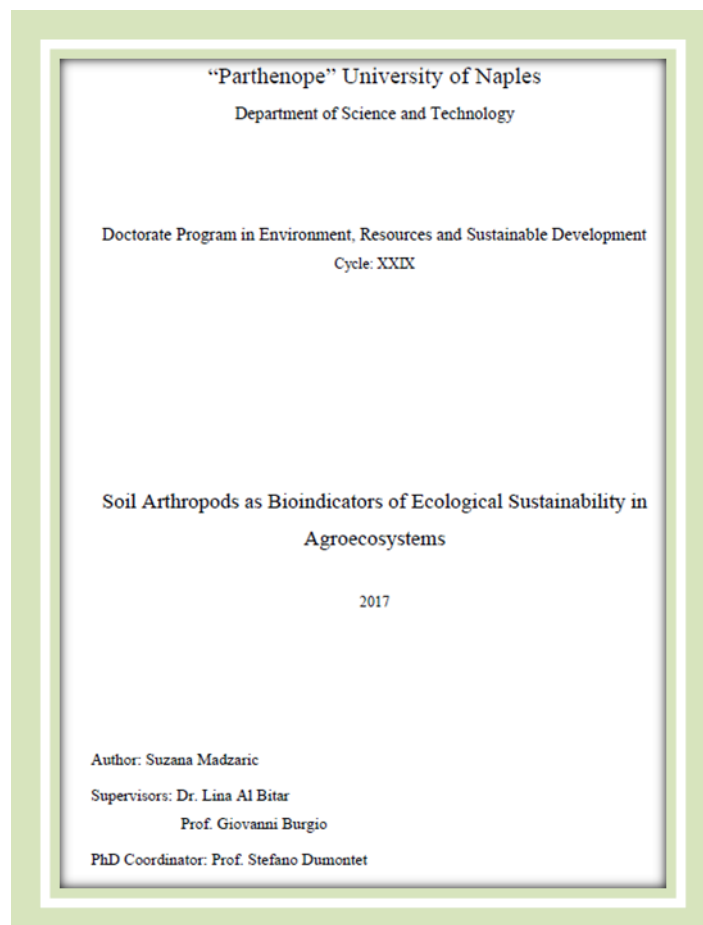 “Parthenope” University of Naples
Department of Science and Technology
Doctorate Program in Environment, Resources and Sustainable Development
Cycle: XXIX
Soil Arthropods as Bioindicators of Ecological Sustainability in
Agroecosystems
2017
Author: Suzana Madzaric
Supervisors: Dr. Lina Al Bitar
Prof. Giovanni Burgio
PhD Coordinator: Prof. Stefano Dumontet